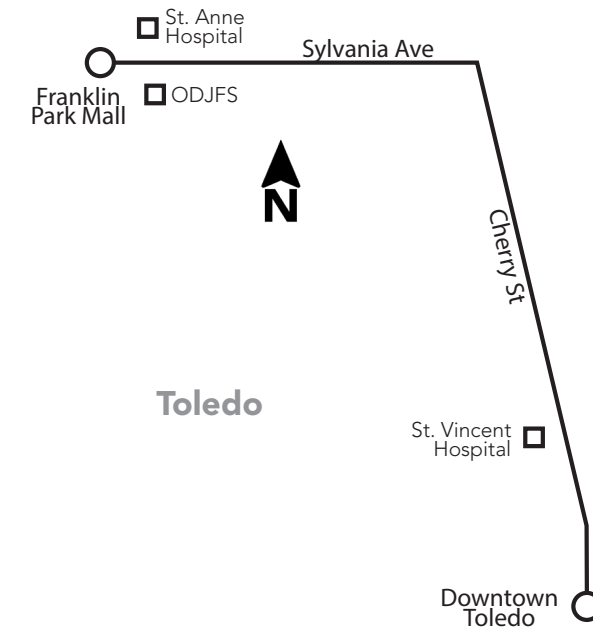 St. Anne
Hospital
Sylvania Ave
Franklin
Park Mall
ODJFS
N
Cherry St
Toledo
St. Vincent
Hospital
Downtown
Toledo